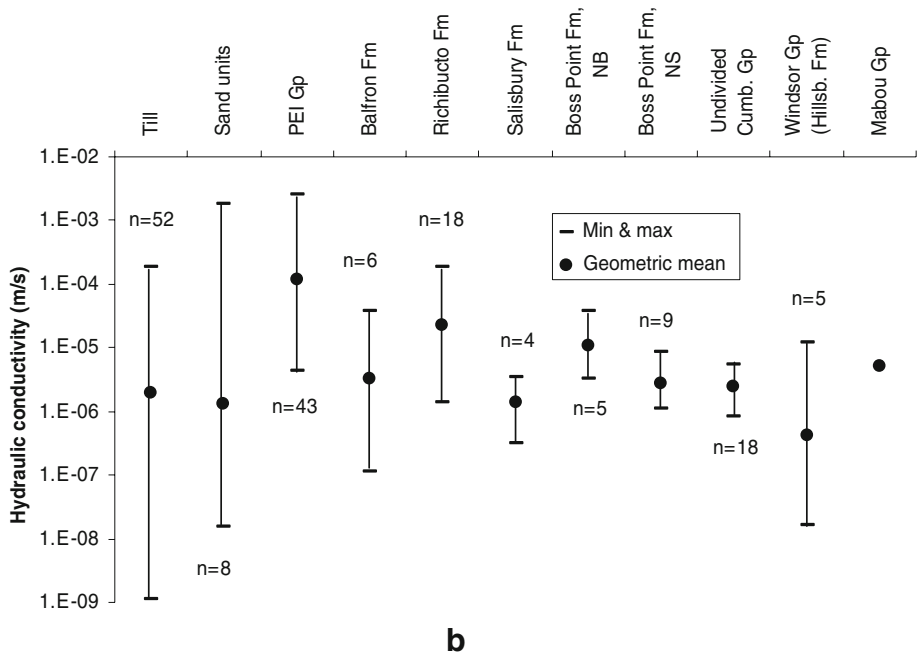 Till
Sand units
PEI Gp
Balfron Fm
Richibucto Fm
Salisbury Fm
Boss Point Fm,
NB
Boss Point Fm,
NS
Undivided
Cumb. Gp
Windsor Gp
(Hillsb. Fm)
Mabou Gp
Hydraulic conductivity (m/s)
1.E-02
1.E-03
1.E-04
1.E-05
1.E-06
1.E-07
1.E-08
1.E-09
n=52
n=8
n=43
n=6
n=18
n=4
n=5
n=9
n=18
n=5
Min & max
Geometric mean
b